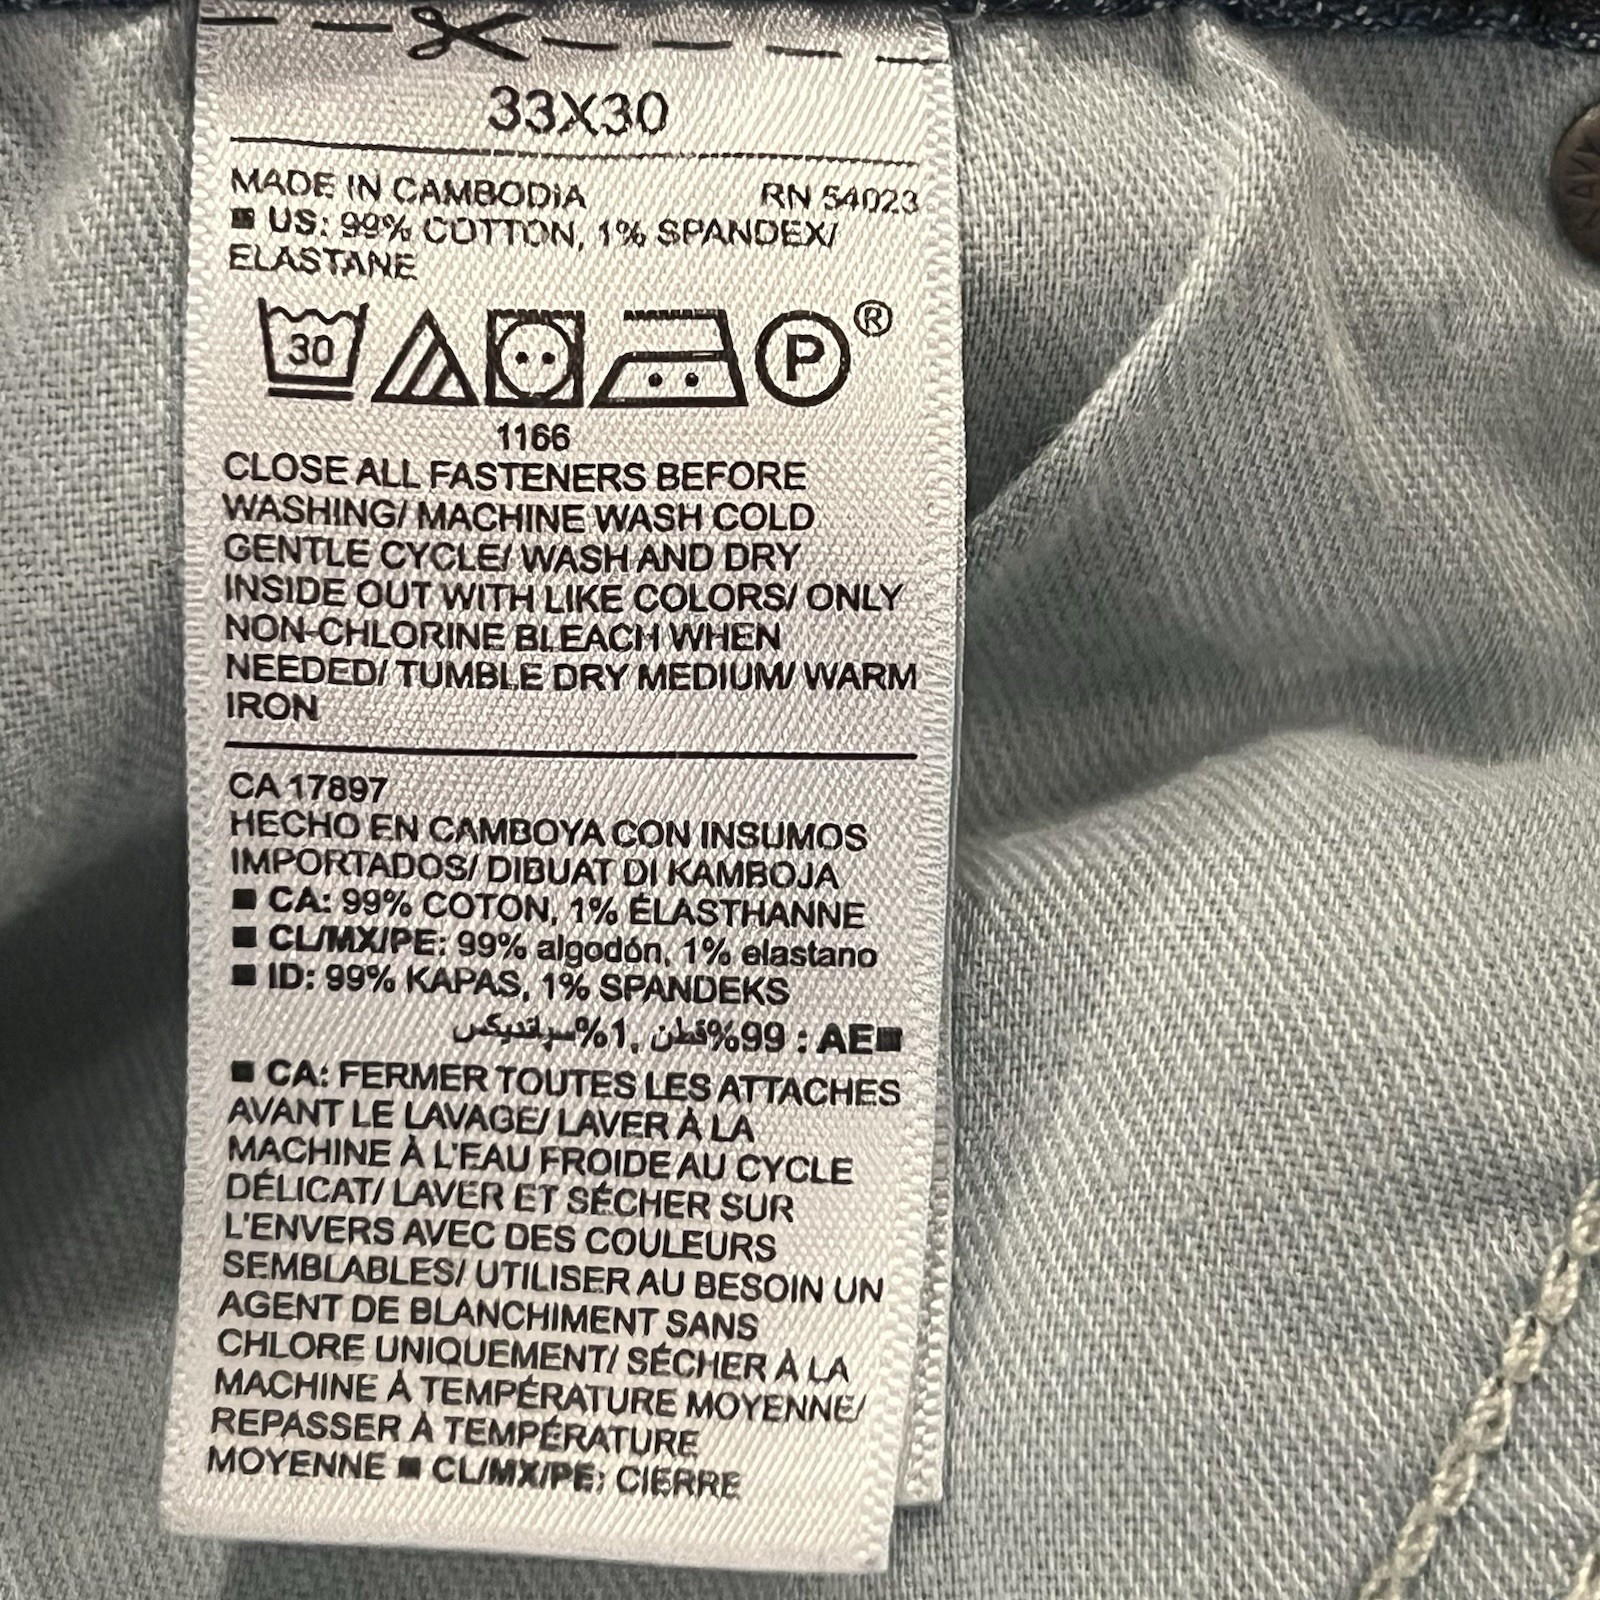 33X30
MADE IN CAMBODIA RN 54023
■ US: 99% COTTON, 1% SPANDEX/
ELASTANE
30 P ®
1166
CLOSE ALL FASTENERS BEFORE
WASHING/ MACHINE WASH COLD
GENTLE CYCLE/ WASH AND DRY
INSIDE OUT WITH LIKE COLORS/ ONLY
NON-CHLORINE BLEACH WHEN
NEEDED/ TUMBLE DRY MEDIUM/ WARM
IRON
CA 17897
HECHO EN CAMBOYA CON INSUMOS
IMPORTADOS/ DIBUAT DI KAMBOJA
■ CA: 99% COTON, 1% ÉLASTHANNE
■ CL/MX/PE: 99% algodón, 1% elastano
■ ID: 99% KAPAS, 1% SPANDEKS
■AE : 99%قطن, 1%سباندیکس
■ CA: FERMER TOUTES LES ATTACHES
AVANT LE LAVAGE/ LAVER À LA
MACHINE À L'EAU FROIDE AU CYCLE
DÉLICAT/ LAVER ET SÉCHER SUR
L'ENVERS AVEC DES COULEURS
SEMBLABLES/ UTILISER AU BESOIN UN
AGENT DE BLANCHIMENT SANS
CHLORE UNIQUEMENT/ SÉCHER À LA
MACHINE À TEMPÉRATURE MOYENNE/
REPASSER À TEMPÉRATURE
MOYENNE ■ CL/MX/PE: CIERRE